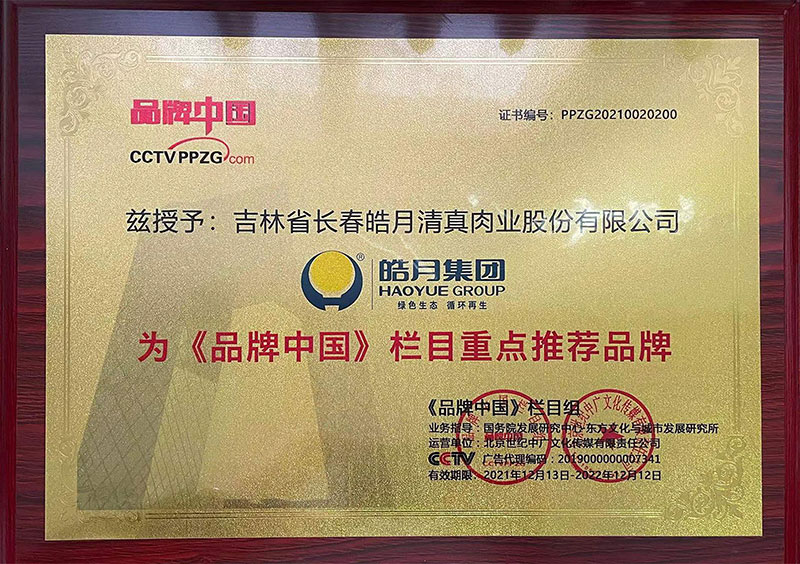 品牌中国
证书编号：PPZG20210020200
CCTVPPZG.com
兹授予：吉林省长春皓月清真肉业股份有限公司
®
皓月集团
HAOYUE GROUP
绿色生态 循环再生
为《品牌中国》栏目重点推荐品牌
《品牌中国》栏目组
业务指导：国务院发展研究中心·东方文化与城市发展研究所
运营单位：北京世纪中广文化传媒有限责任公司
CCTV 广告代理编码：2019000000007341
有效期限：2021年12月13日-2022年12月12日